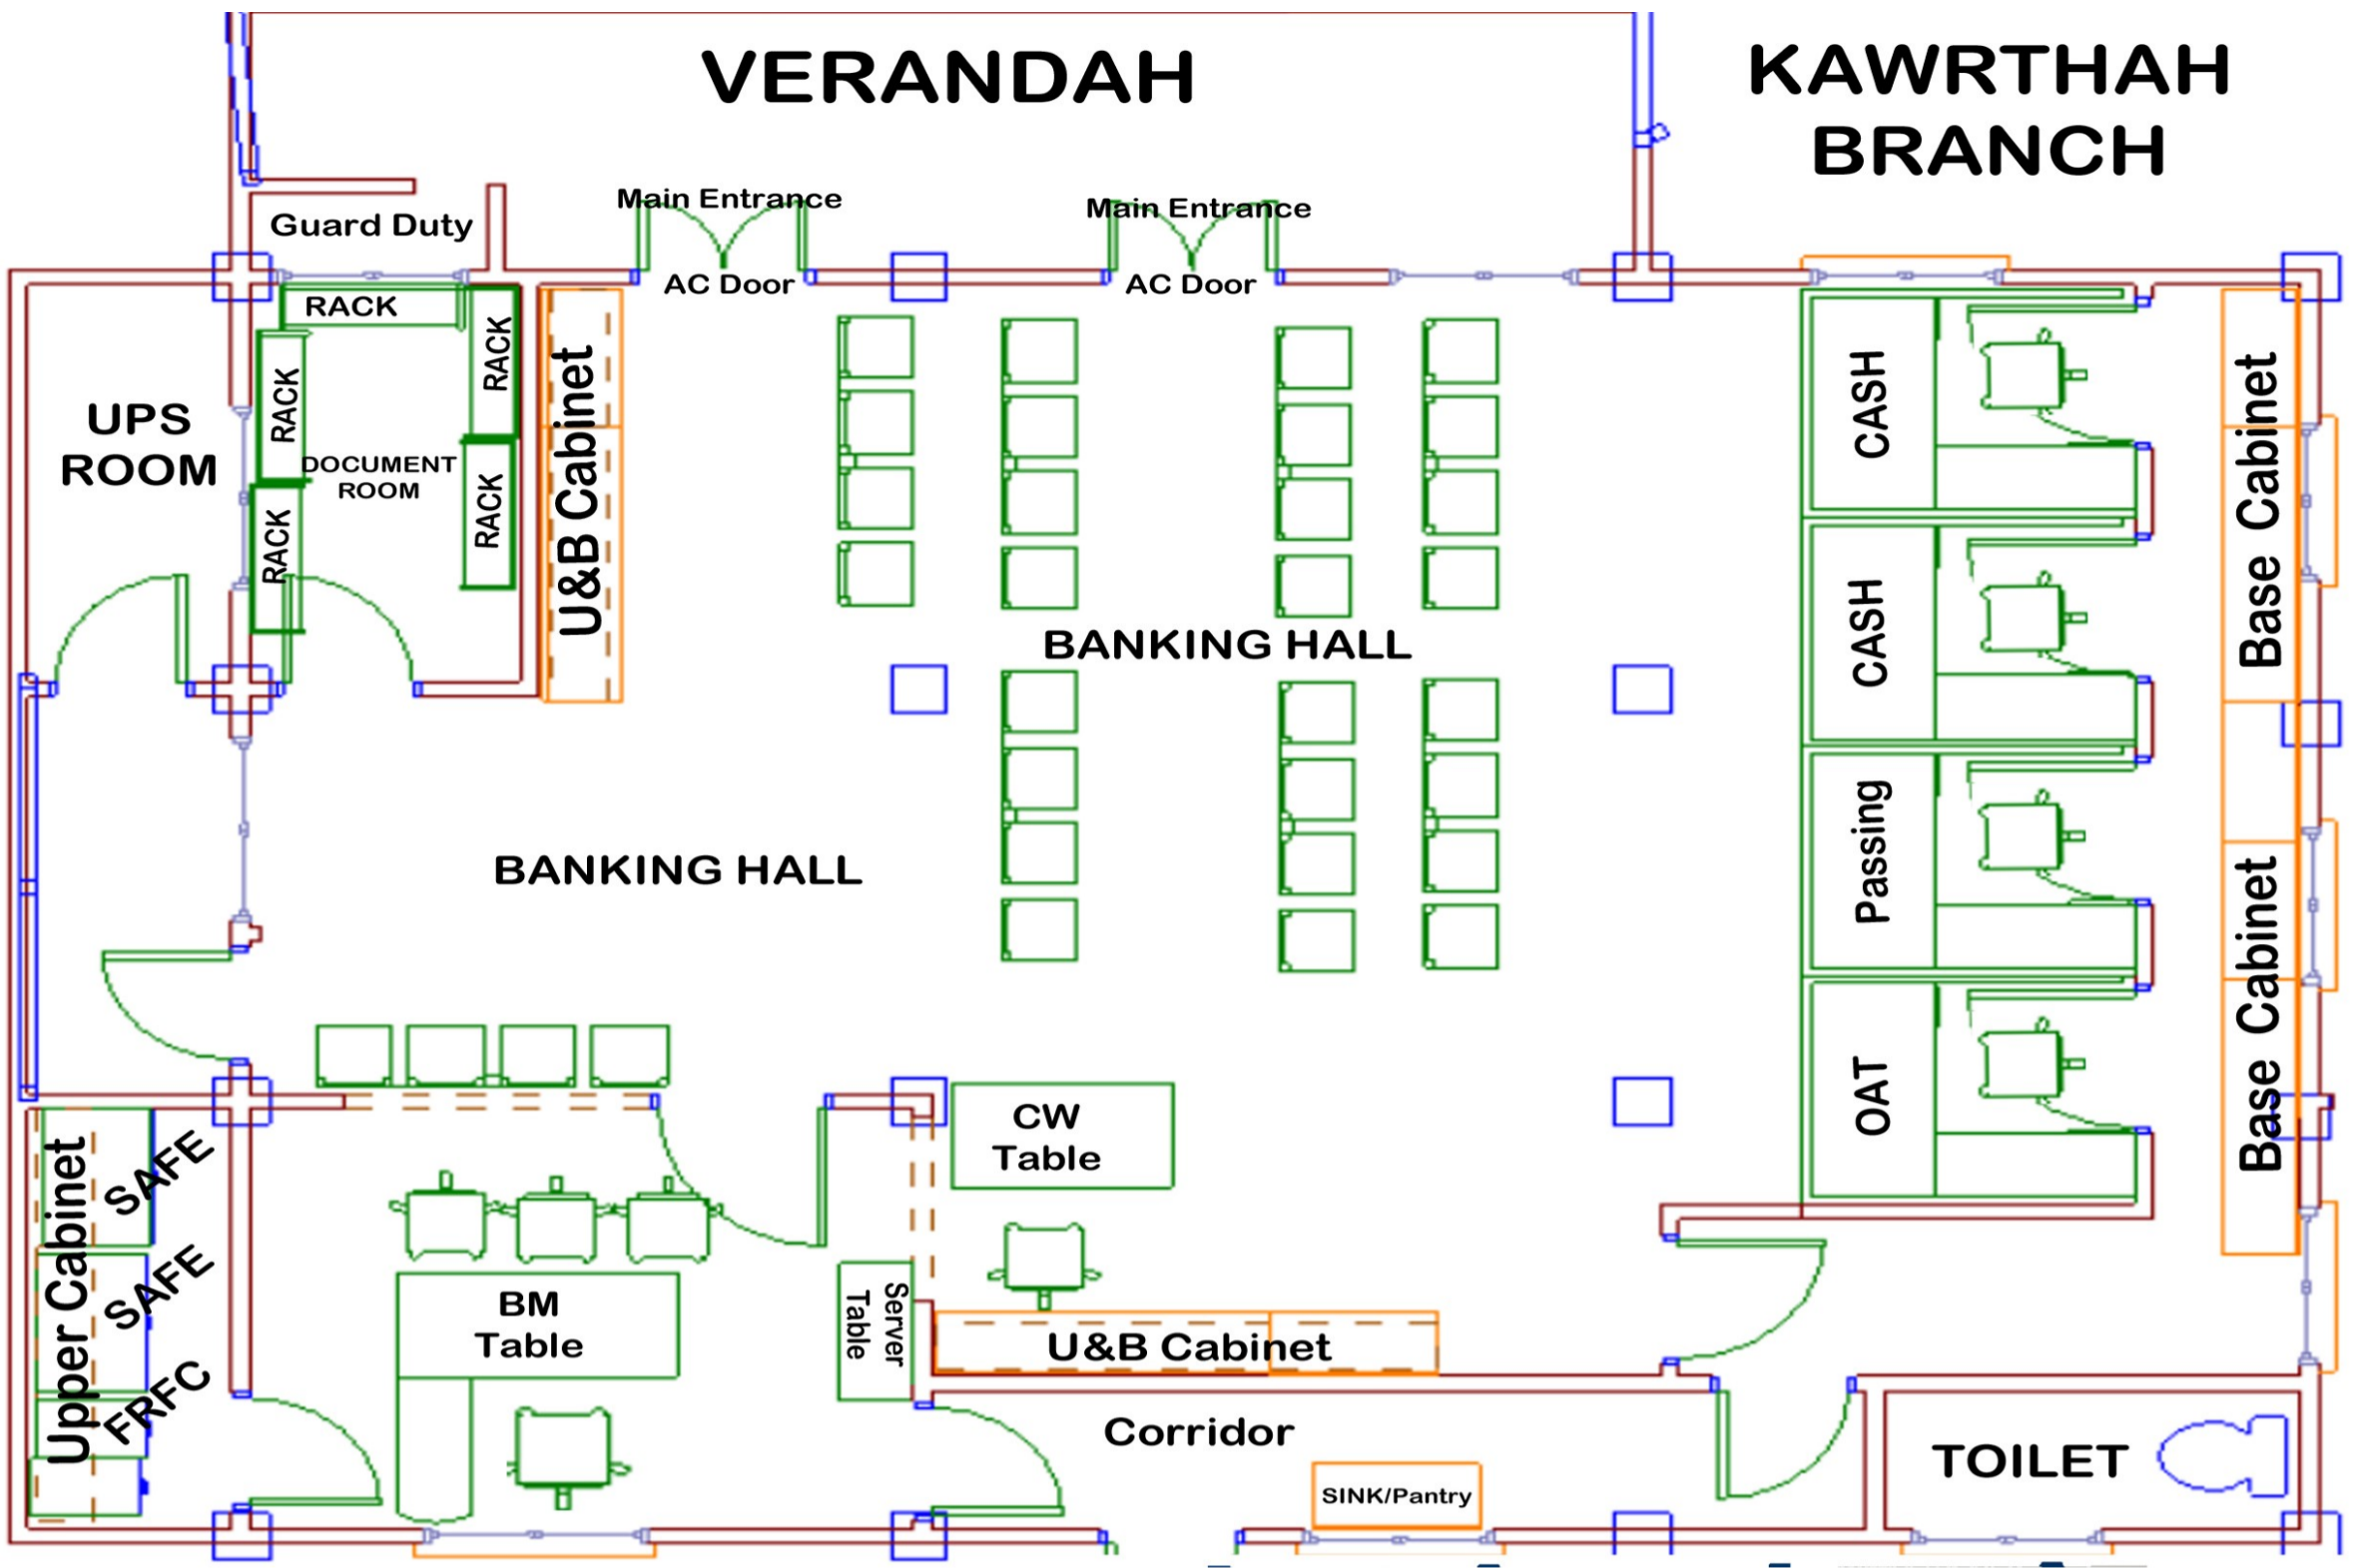 VERANDAH
KAWRTHAH
BRANCH
Main Entrance
Main Entrance
Guard Duty
AC Door
AC Door
RACK
RACK
RACK
RACK
RACK
UPS
ROOM
DOCUMENT
ROOM
U&B Cabinet
CASH
Base Cabinet
CASH
BANKING HALL
Passing
BANKING HALL
OAT
Base Cabinet
CW
Table
SAFE
SAFE
FRFC
Upper Cabinet
BM
Table
Server
Table
U&B Cabinet
Corridor
SINK/Pantry
TOILET